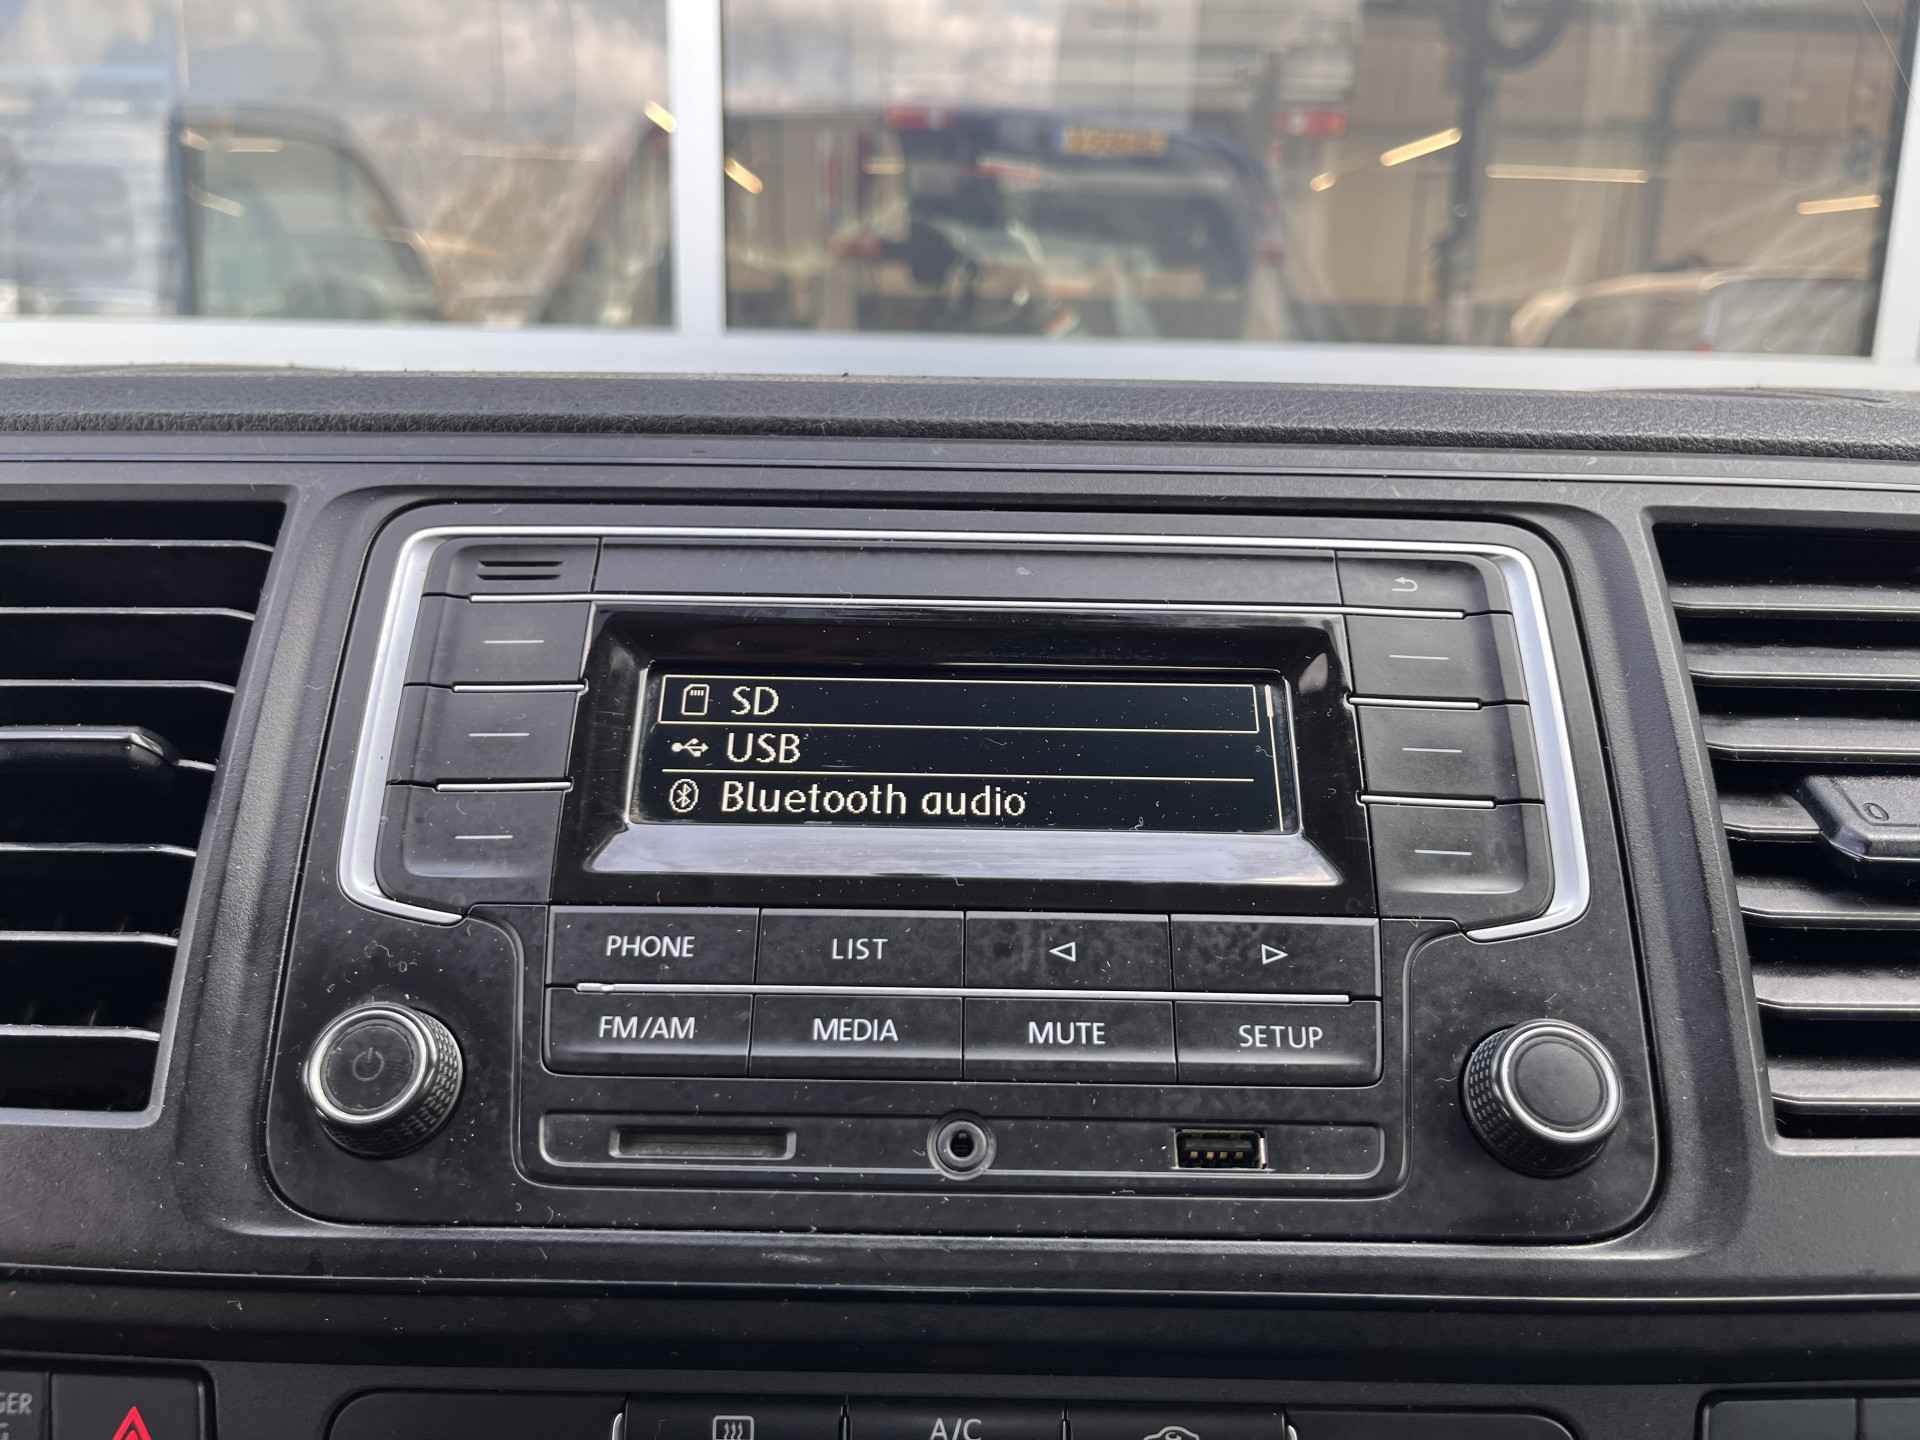 SD
USB
Bluetooth audio
PHONE LIST
FM/AM MEDIA MUTE SETUP
A/C